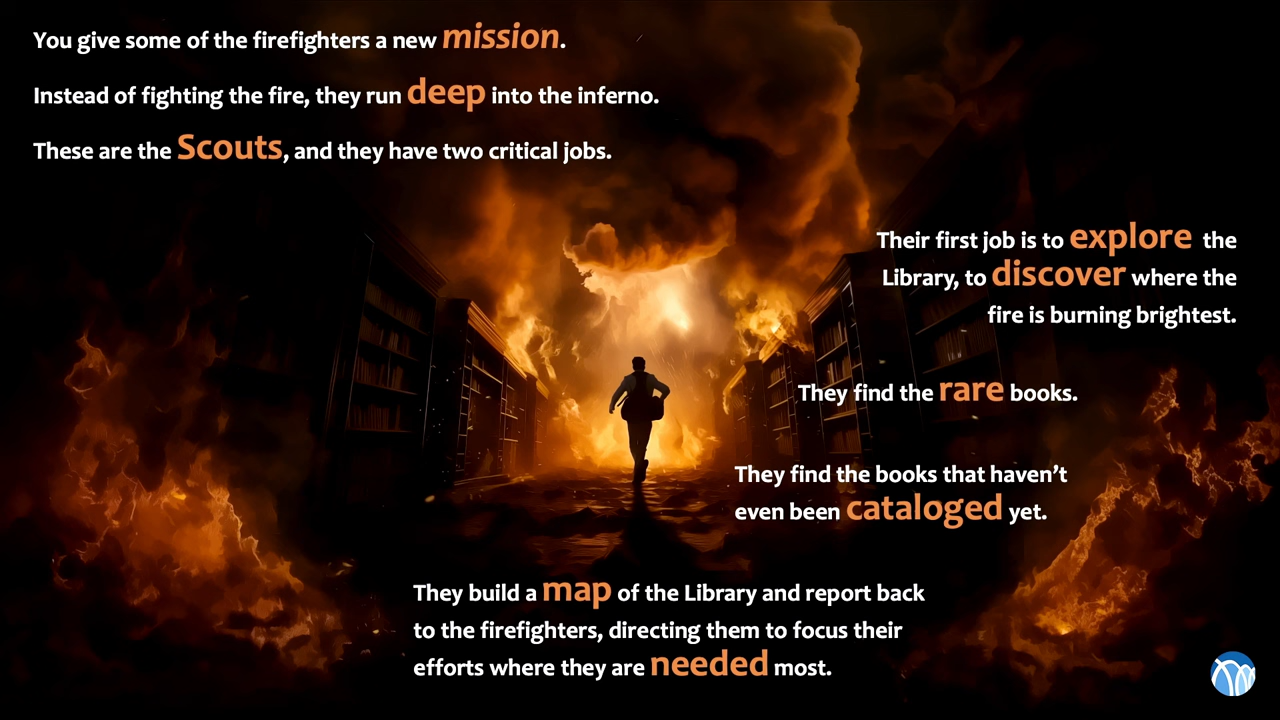 You give some of the firefighters a new mission.
Instead of fighting the fire, they run deep into the inferno.
These are the Scouts, and they have two critical jobs.
Their first job is to explore the
Library, to discover where the
fire is burning brightest.
They find the rare books.
They find the books that haven’t
even been cataloged yet.
They build a map of the Library and report back
to the firefighters, directing them to focus their
efforts where they are needed most.